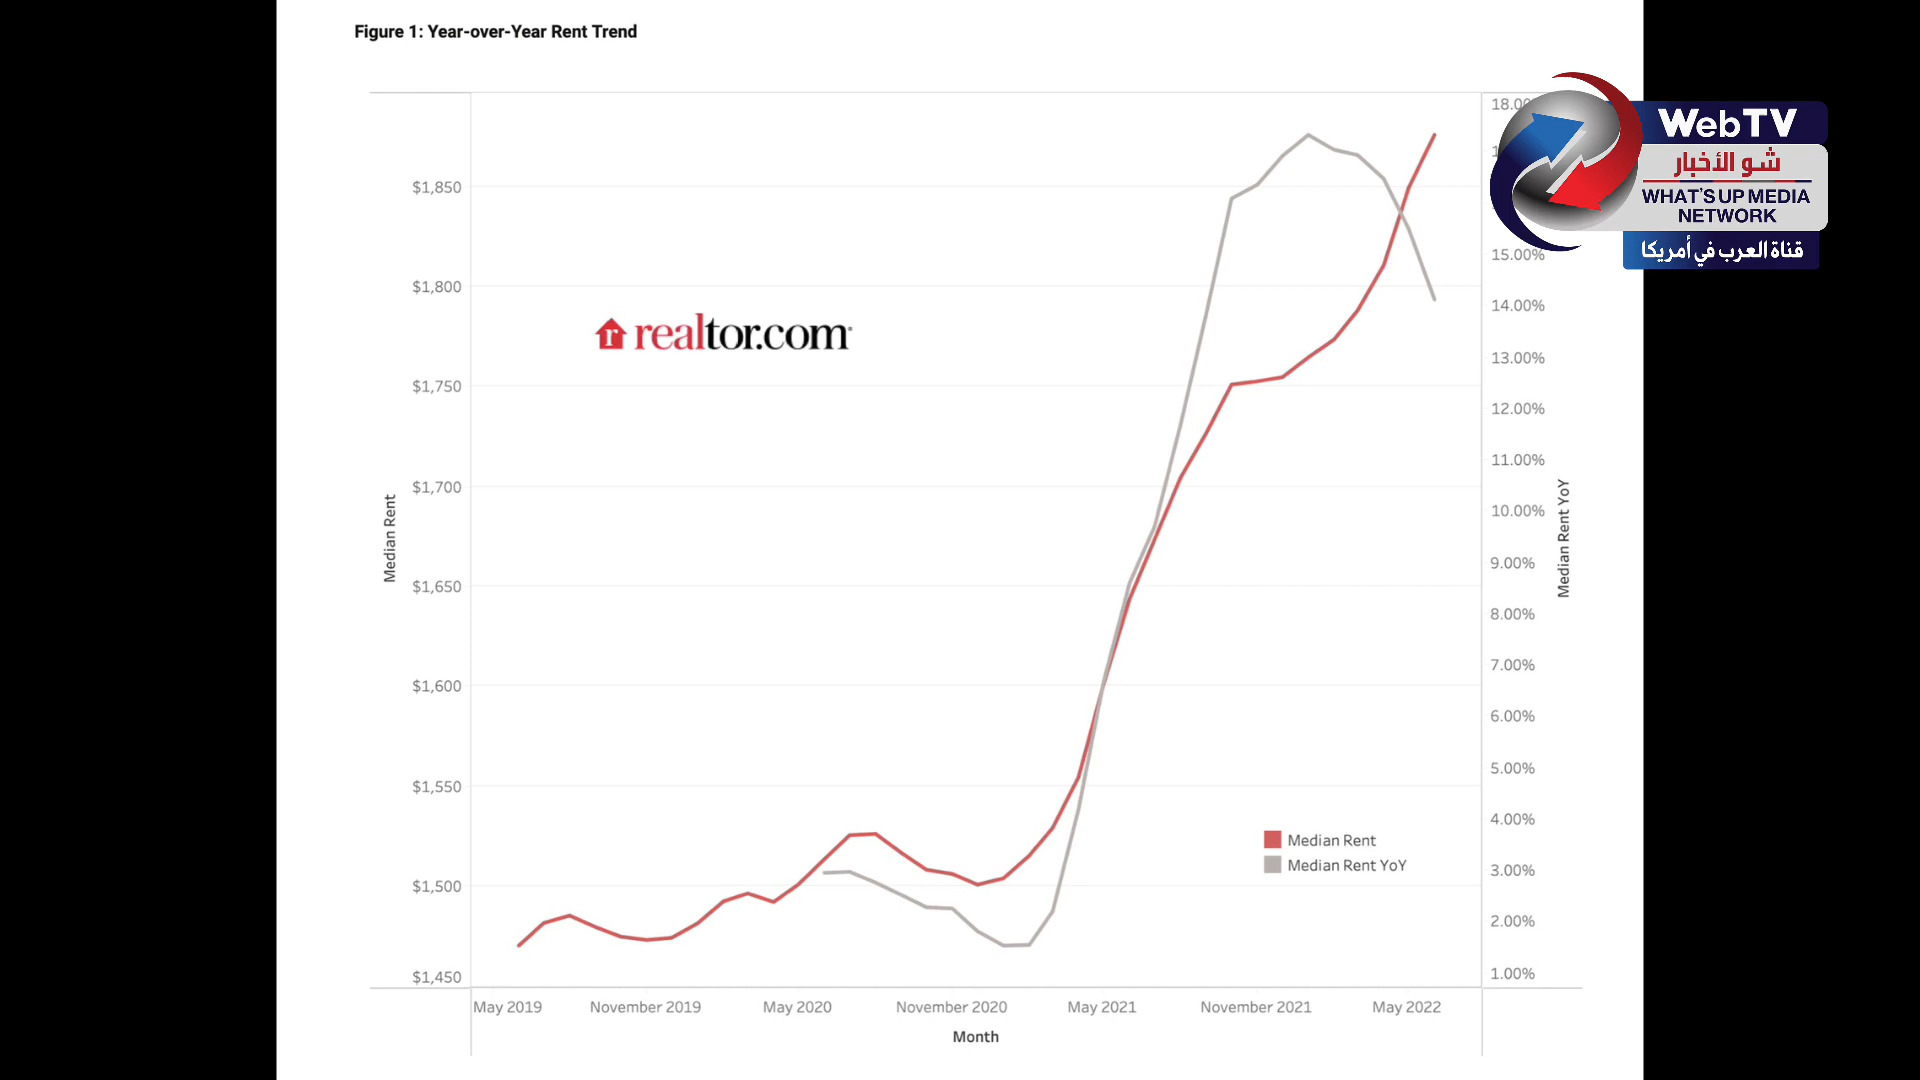 Figure 1: Year-over-Year Rent Trend
WebTV
شو الأخبار
WHAT'S UP MEDIA
NETWORK
قناة العرب في أمريكا
realtor.com
Median Rent
$1,850
$1,800
$1,750
$1,700
$1,650
$1,600
$1,550
$1,500
$1,450
15.00%
14.00%
13.00%
12.00%
11.00%
10.00%
9.00%
8.00%
7.00%
6.00%
5.00%
4.00%
3.00%
2.00%
1.00%
Median Rent YoY
Median Rent
Median Rent YoY
May 2019 November 2019 May 2020 November 2020 May 2021 November 2021 May 2022
Month